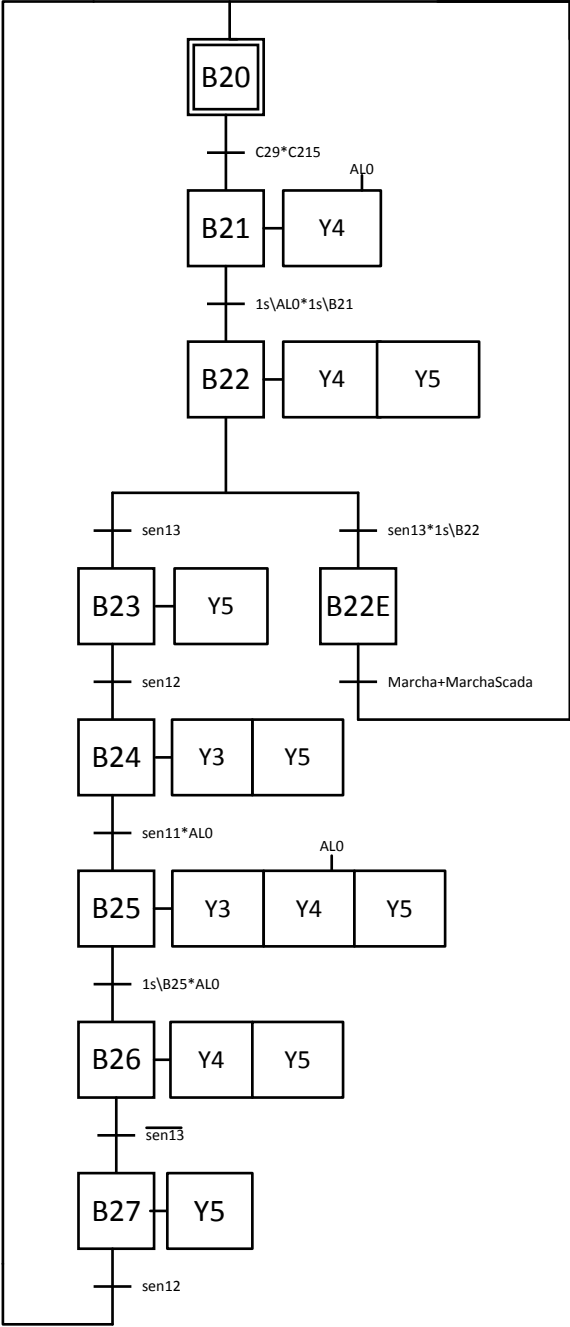 B20
C29*C215
AL0
B21 Y4
1s\AL0*1s\B21
B22 Y4 Y5
sen13 sen13*1s\B22
B23 Y5 B22E
sen12 Marcha+MarchaScada
B24 Y3 Y5
sen11*AL0
AL0
B25 Y3 Y4 Y5
1s\B25*AL0
B26 Y4 Y5
s̅e̅n̅1̅3̅
B27 Y5
sen12